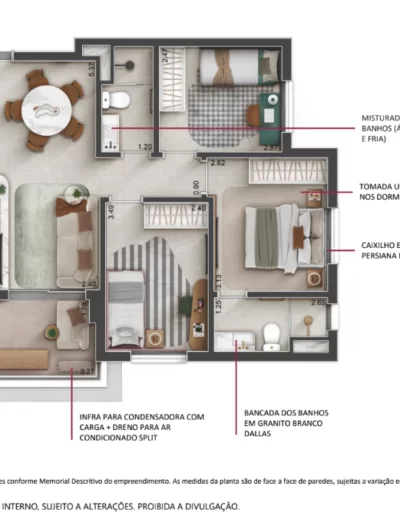 5.37
2.47
MISTURAD
BANHOS (Á
E FRIA)
1.20
2.87
2.82
0.90
TOMADA U
NOS DORM
3.49
2.40
CAIXILHO E
PERSIANA
2.40
3.13
1.25
2.65
3.27
INFRA PARA CONDENSADORA COM
CARGA + DRENO PARA AR
CONDICIONADO SPLIT
BANCADA DOS BANHOS
EM GRANITO BRANCO
DALLAS
es conforme Memorial Descritivo do empreendimento. As medidas da planta são de face a face de paredes, sujeitas a variação e
INTERNO, SUJEITO A ALTERAÇÕES. PROIBIDA A DIVULGAÇÃO.